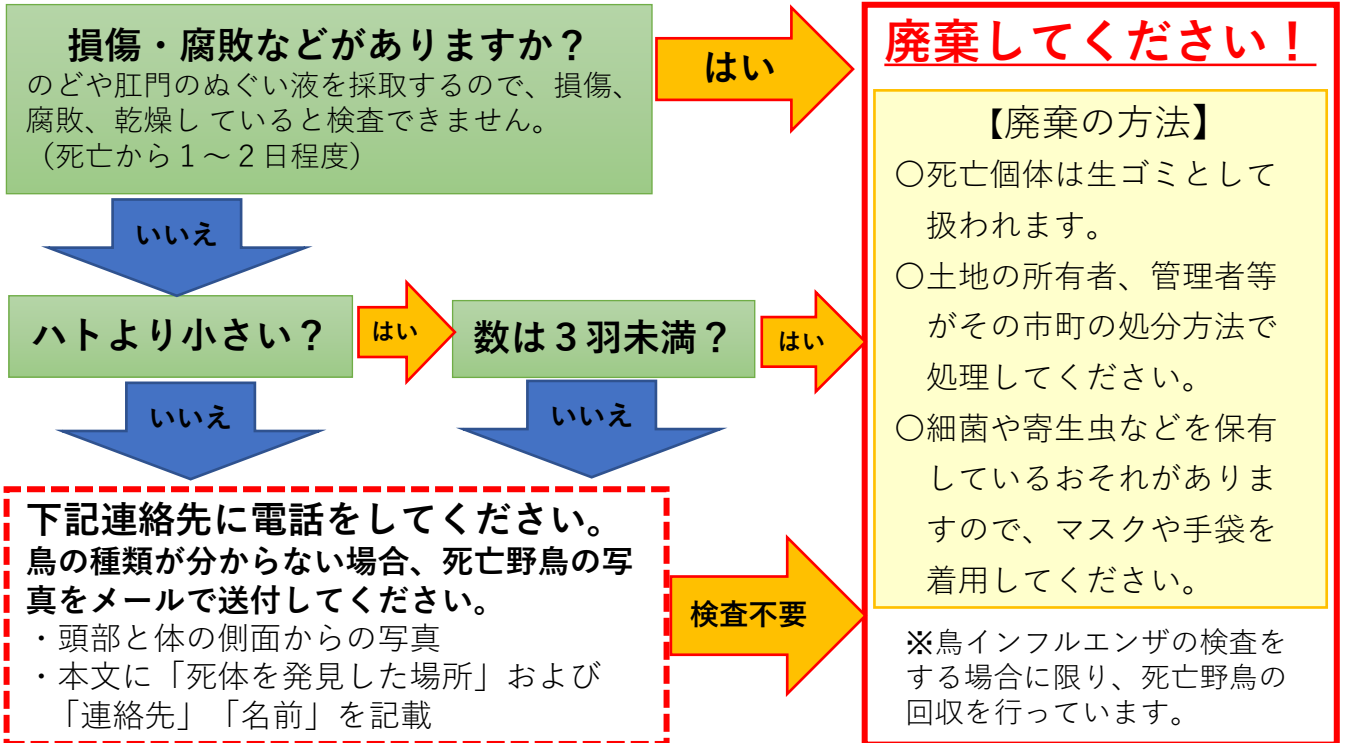 損傷・腐敗などがありますか？
のどや肛門のぬぐい液を採取するので、損傷、
腐敗、乾燥し ていると検査できません。
（死亡から１～２日程度）
はい
いいえ
ハトより小さい？
はい
数は３羽未満？
はい
いいえ
いいえ
下記連絡先に電話をしてください。
鳥の種類が分からない場合、死亡野鳥の写
真をメールで送付してください。
・頭部と体の側面からの写真
・本文に「死体を発見した場所」および
「連絡先」「名前」を記載
検査不要
廃棄してください！
【廃棄の方法】
〇死亡個体は生ゴミとして
扱われます。
〇土地の所有者、管理者等
がその市町の処分方法で
処理してください。
〇細菌や寄生虫などを保有
しているおそれがありま
すので、マスクや手袋を
着用してください。
※鳥インフルエンザの検査を
する場合に限り、死亡野鳥の
回収を行っています。